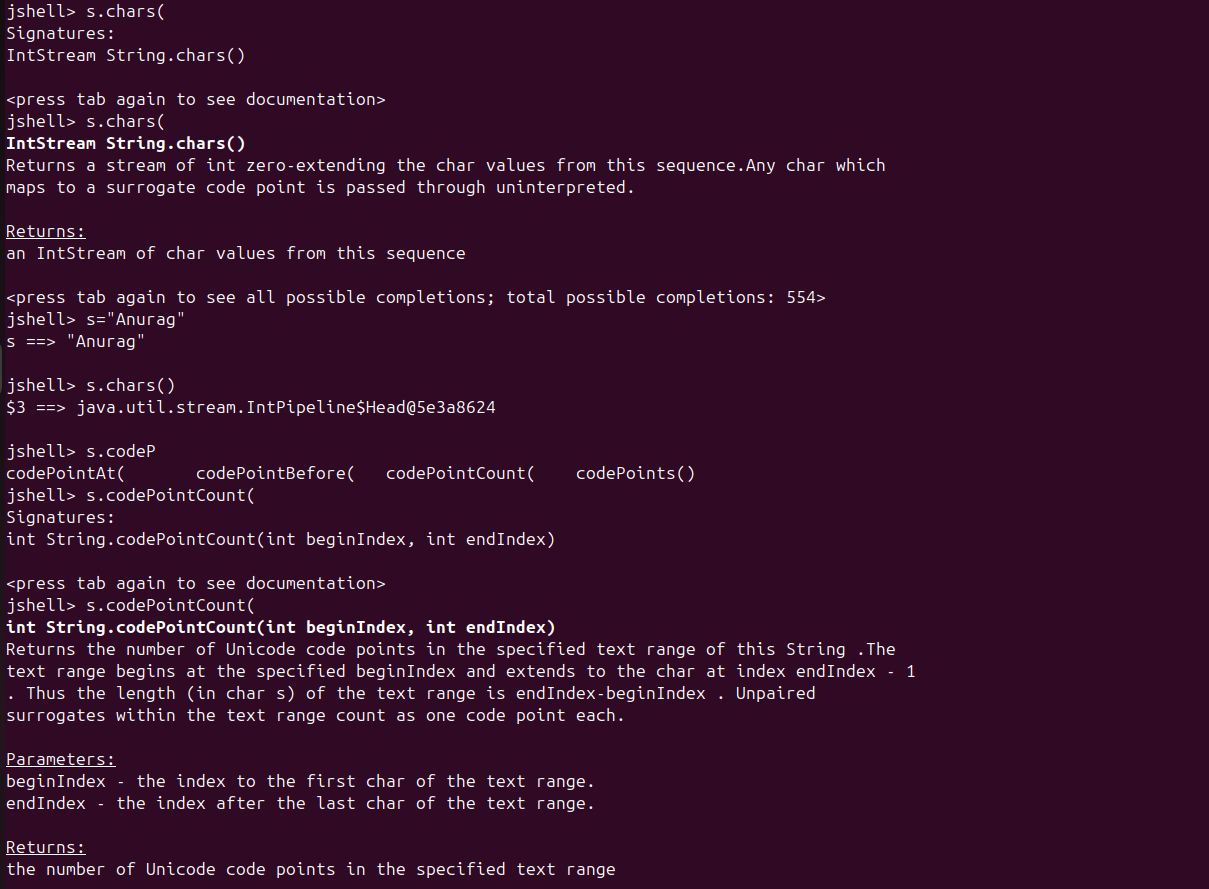 jshell> s.chars(
Signatures:
IntStream String.chars()
<press tab again to see documentation>
jshell> s.chars(
IntStream String.chars()
Returns a stream of int zero-extending the char values from this sequence.Any char which
maps to a surrogate code point is passed through uninterpreted.
Returns:
an IntStream of char values from this sequence
<press tab again to see all possible completions; total possible completions: 554>
jshell> s="Anurag"
s ==> "Anurag"
jshell> s.chars()
$3 ==> java.util.stream.IntPipeline$Head@5e3a8624
jshell> s.codeP
codePointAt(       codePointBefore(   codePointCount(    codePoints()
jshell> s.codePointCount(
Signatures:
int String.codePointCount(int beginIndex, int endIndex)
<press tab again to see documentation>
jshell> s.codePointCount(
int String.codePointCount(int beginIndex, int endIndex)
Returns the number of Unicode code points in the specified text range of this String .The
text range begins at the specified beginIndex and extends to the char at index endIndex - 1
. Thus the length (in char s) of the text range is endIndex-beginIndex . Unpaired
surrogates within the text range count as one code point each.
Parameters:
beginIndex - the index to the first char of the text range.
endIndex - the index after the last char of the text range.
Returns:
the number of Unicode code points in the specified text range